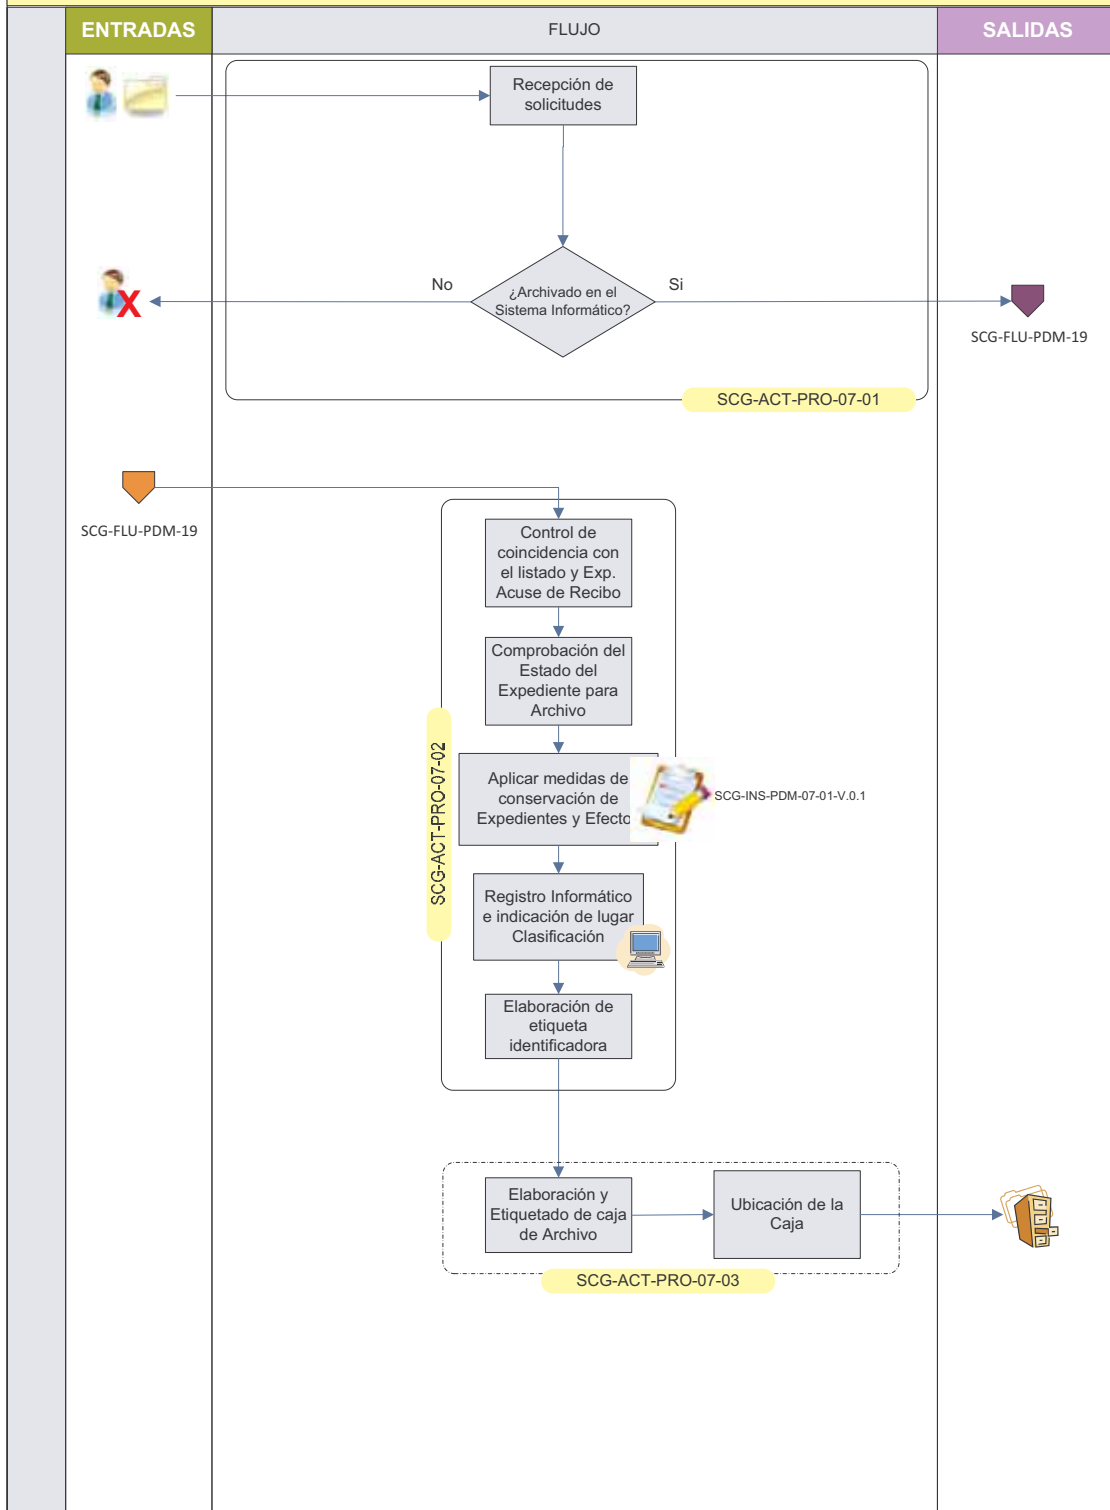 ENTRADAS
FLUJO
SALIDAS
Recepción de
solicitudes
No
¿Archivado en el
Sistema Informático?
Si
SCG-FLU-PDM-19
SCG-ACT-PRO-07-01
SCG-FLU-PDM-19
Control de
coincidencia con
el listado y Exp.
Acuse de Recibo
Comprobación del
Estado del
Expediente para
Archivo
SCG-ACT-PRO-07-02
Aplicar medidas de
conservación de
Expedientes y Efecto
SCG-INS-PDM-07-01-V.0.1
Registro Informático
e indicación de lugar
Clasificación
Elaboración de
etiqueta
identificadora
Elaboración y
Etiquetado de caja
de Archivo
Ubicación de la
Caja
SCG-ACT-PRO-07-03